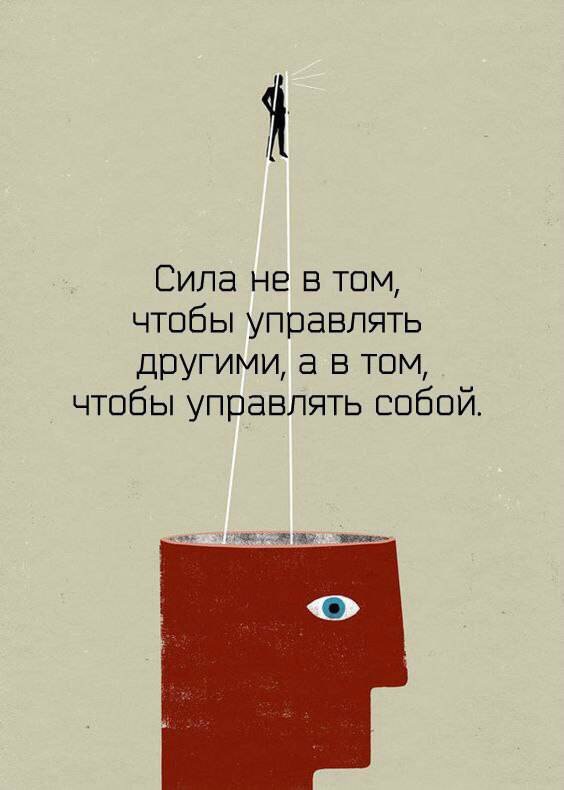 Сила не в том,
чтобы управлять
другими, а в том,
чтобы управлять собой.